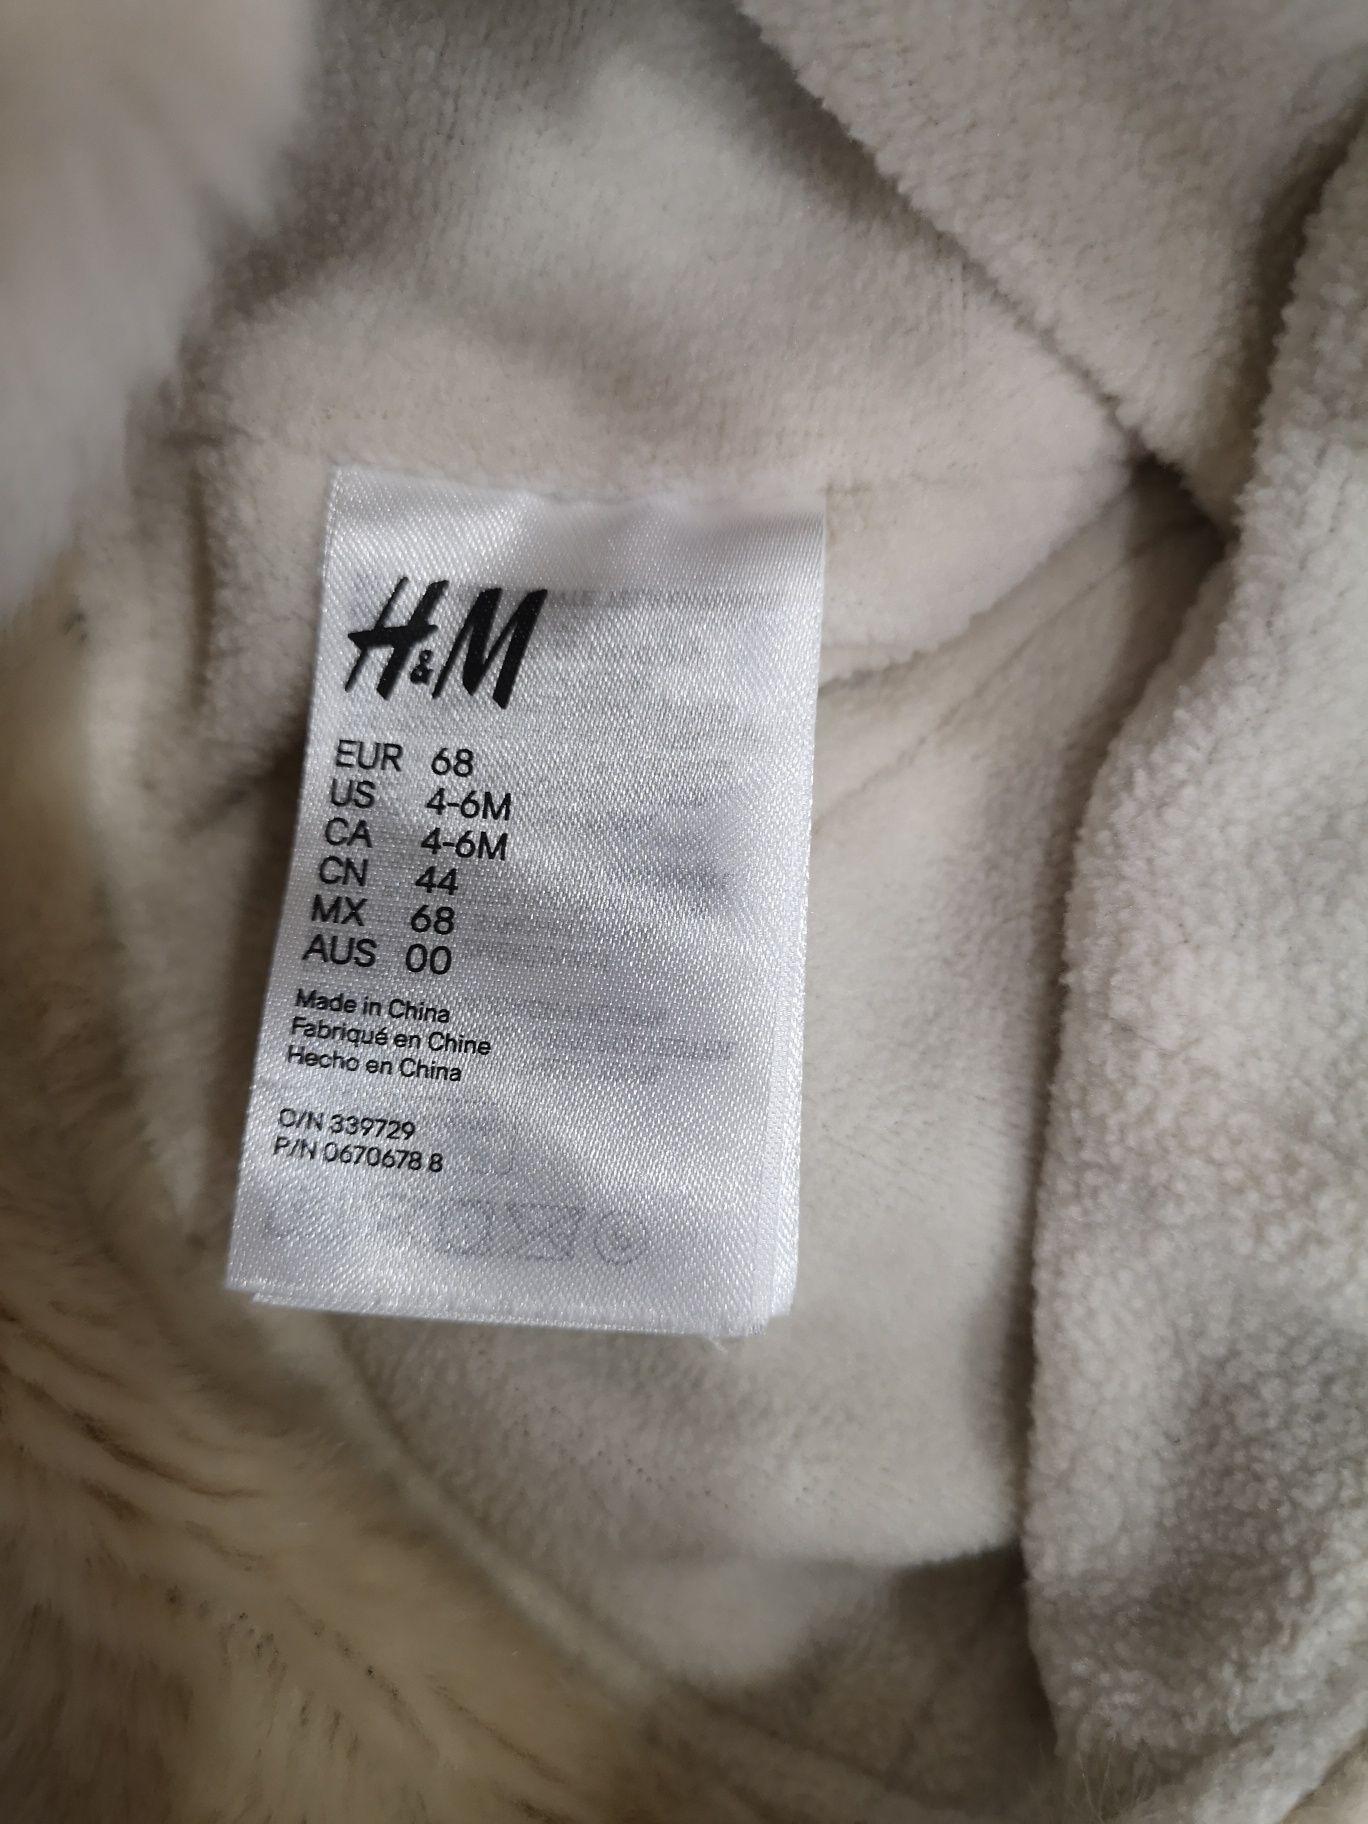 H&M
EUR 68
US 4-6M
CA 4-6M
CN 44
MX 68
AUS 00
Made in China
Fabriqué en Chine
Hecho en China
O/N 339729
P/N 0670678 8